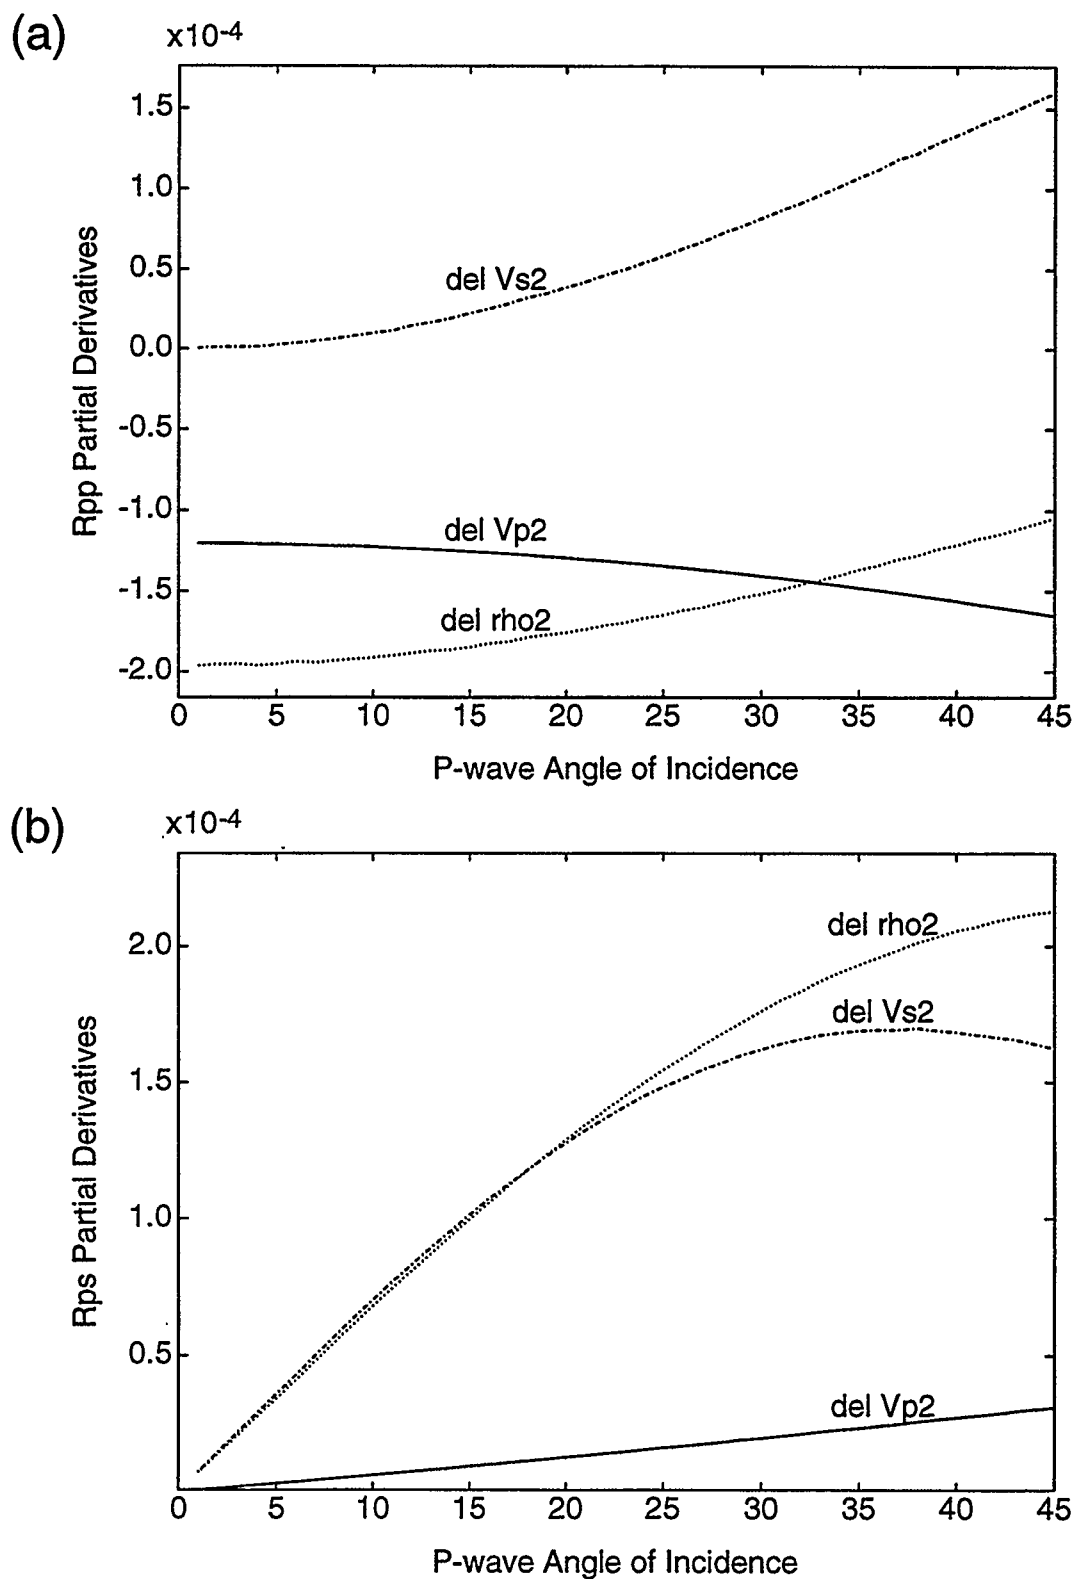 (a)
x10-4
1.5
1.0
0.5
0.0
-0.5
-1.0
-1.5
-2.0
Rpp Partial Derivatives
del Vs2
del Vp2
del rho2
0 5 10 15 20 25 30 35 40 45
P-wave Angle of Incidence
(b)
x10-4
2.0
1.5
1.0
0.5
Rps Partial Derivatives
del rho2
del Vs2
del Vp2
0 5 10 15 20 25 30 35 40 45
P-wave Angle of Incidence